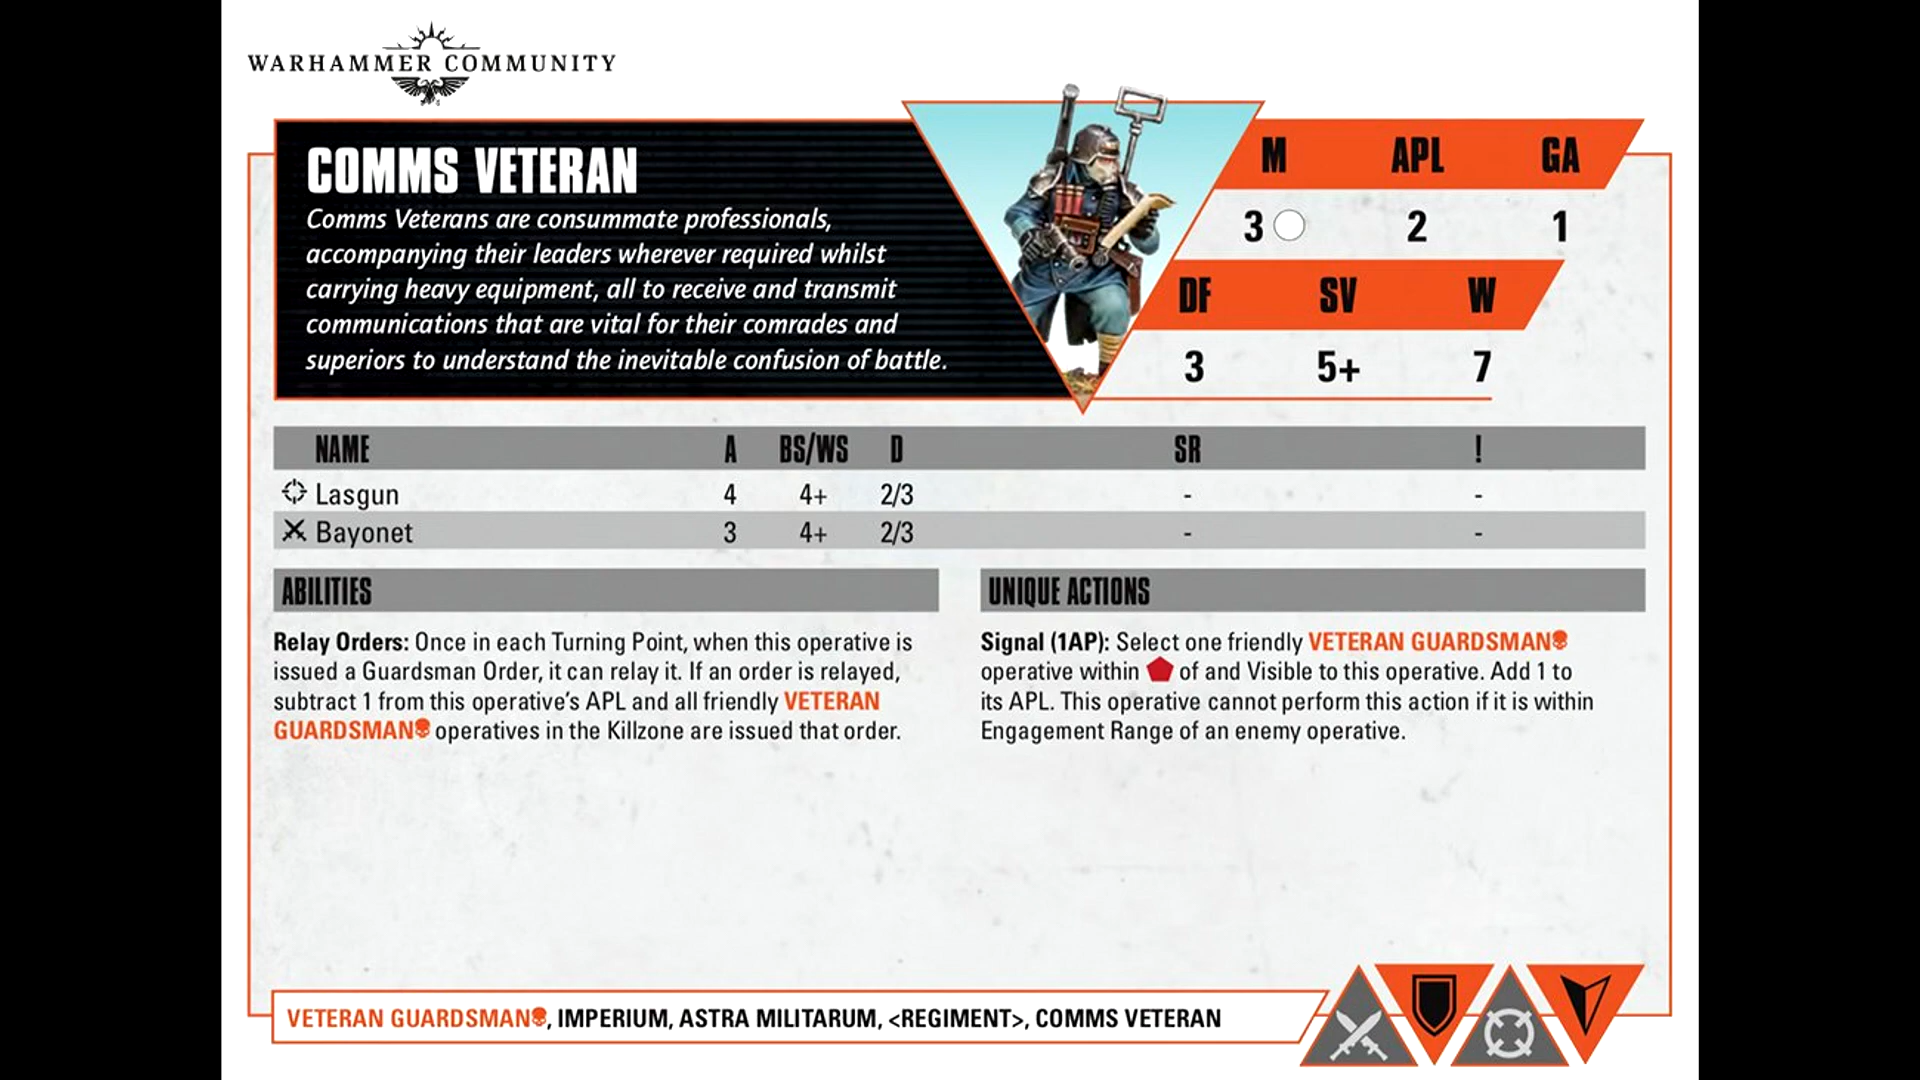 WARHAMMER COMMUNITY
COMMS VETERAN
Comms Veterans are consummate professionals,
accompanying their leaders wherever required whilst
carrying heavy equipment, all to receive and transmit
communications that are vital for their comrades and
superiors to understand the inevitable confusion of battle.
M APL GA
3 2 1
DF SV W
3 5+ 7
NAME A BS/WS D SR !
Lasgun 4 4+ 2/3 - -
Bayonet 3 4+ 2/3 - -
ABILITIES
Relay Orders: Once in each Turning Point, when this operative is
issued a Guardsman Order, it can relay it. If an order is relayed,
subtract 1 from this operative's APL and all friendly VETERAN
GUARDSMAN operatives in the Killzone are issued that order.
UNIQUE ACTIONS
Signal (1AP): Select one friendly VETERAN GUARDSMAN
operative within of and Visible to this operative. Add 1 to
its APL. This operative cannot perform this action if it is within
Engagement Range of an enemy operative.
VETERAN GUARDSMAN, IMPERIUM, ASTRA MILITARUM, <REGIMENT>, COMMS VETERAN